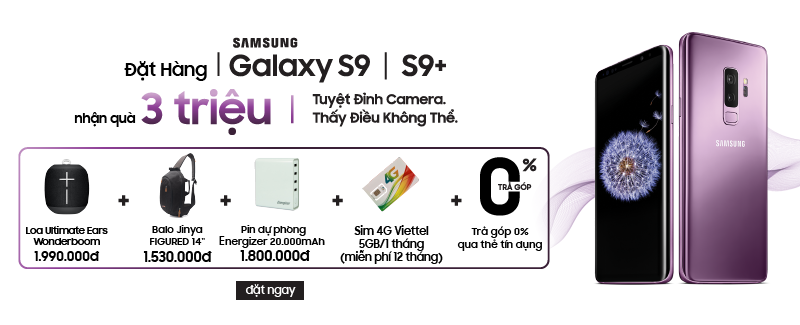 SAMSUNG
Đặt Hàng | Galaxy S9 | S9+
nhận quà 3 triệu | Tuyệt Đỉnh Camera.
Thấy Điều Không Thể.
Loa Ultimate Ears
Wonderboom
1.990.000đ
+
Balo Jinya
FIGURED 14"
1.530.000đ
+
Pin dự phòng
Energizer 20.000mAh
1.800.000đ
+
4G
Sim 4G Viettel
5GB/1 tháng
(miễn phí 12 tháng)
+
0%
TRẢ GÓP
Trả góp 0%
qua thẻ tín dụng
đặt ngay
SAMSUNG